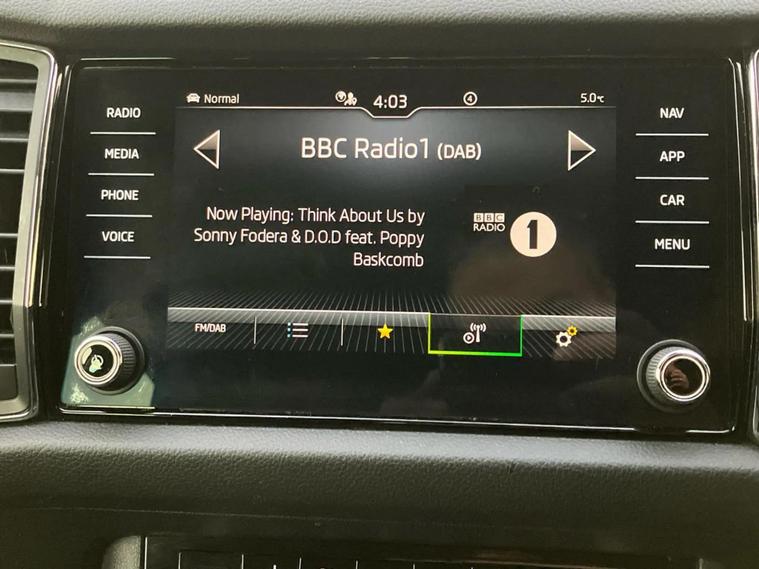 Normal
4:03
4
5.0°C
RADIO
MEDIA
PHONE
VOICE
BBC Radio1 (DAB)
Now Playing: Think About Us by
Sonny Fodera & D.O.D feat. Poppy
Baskcomb
BBC
RADIO
1
FM/DAB
NAV
APP
CAR
MENU